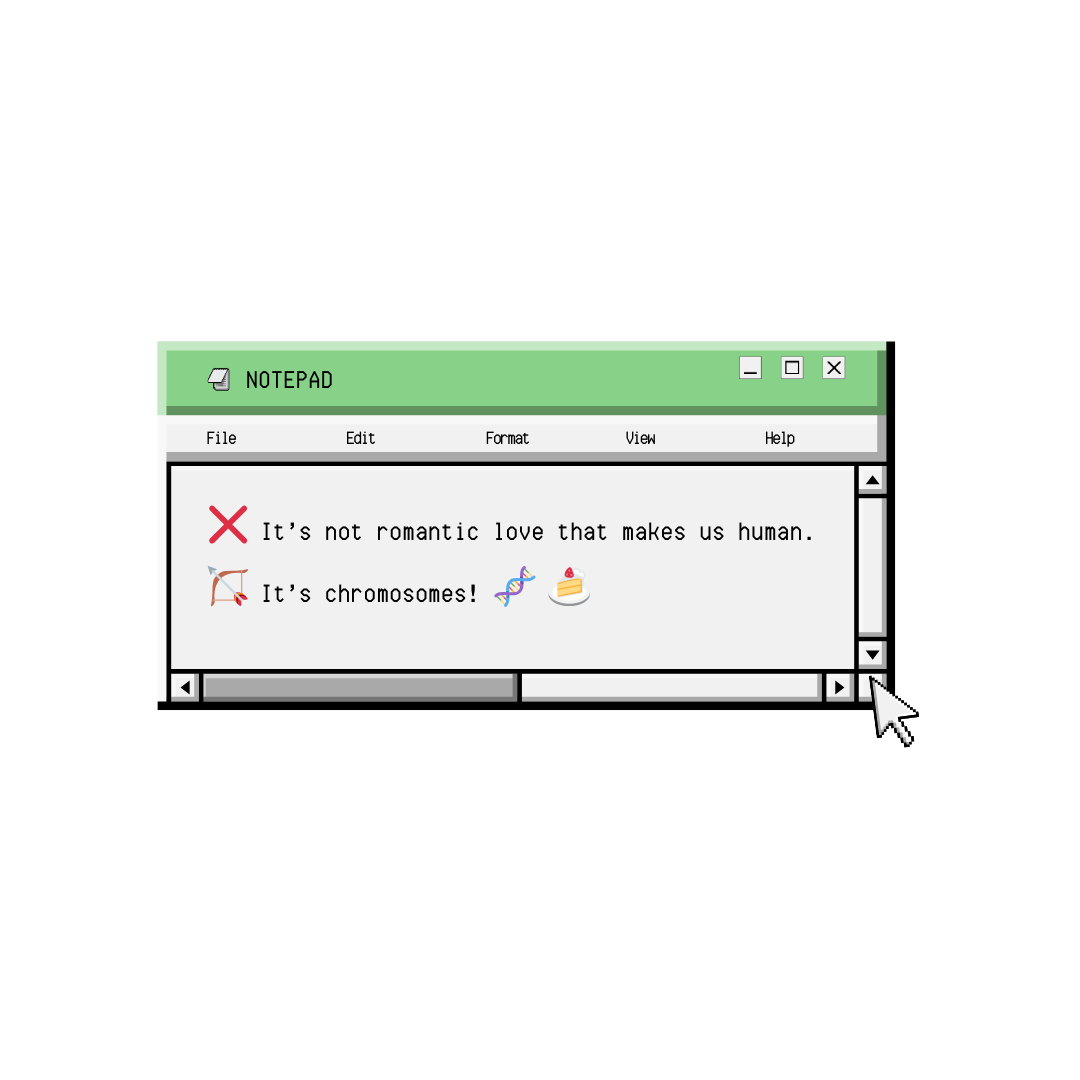 NOTEPAD
File Edit Format View Help
❌ It's not romantic love that makes us human.
🏹 It's chromosomes! 🧬 🍰